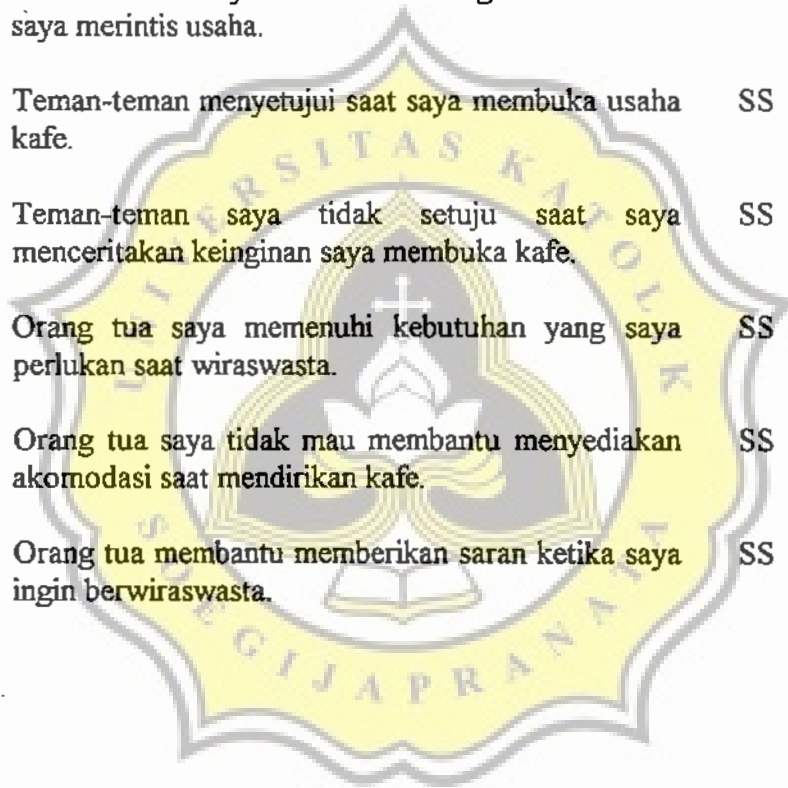 saya merintis usaha.
Teman-teman menyetujui saat saya membuka usaha SS
kafe.
Teman-teman saya tidak setuju saat saya SS
menceritakan keinginan saya membuka kafe.
Orang tua saya memenuhi kebutuhan yang saya SS
perlukan saat wiraswasta.
Orang tua saya tidak mau membantu menyediakan SS
akomodasi saat mendirikan kafe.
Orang tua membantu memberikan saran ketika saya SS
ingin berwiraswasta.
UNIVERSITAS KATOLIK
SOEGIJAPRANATA